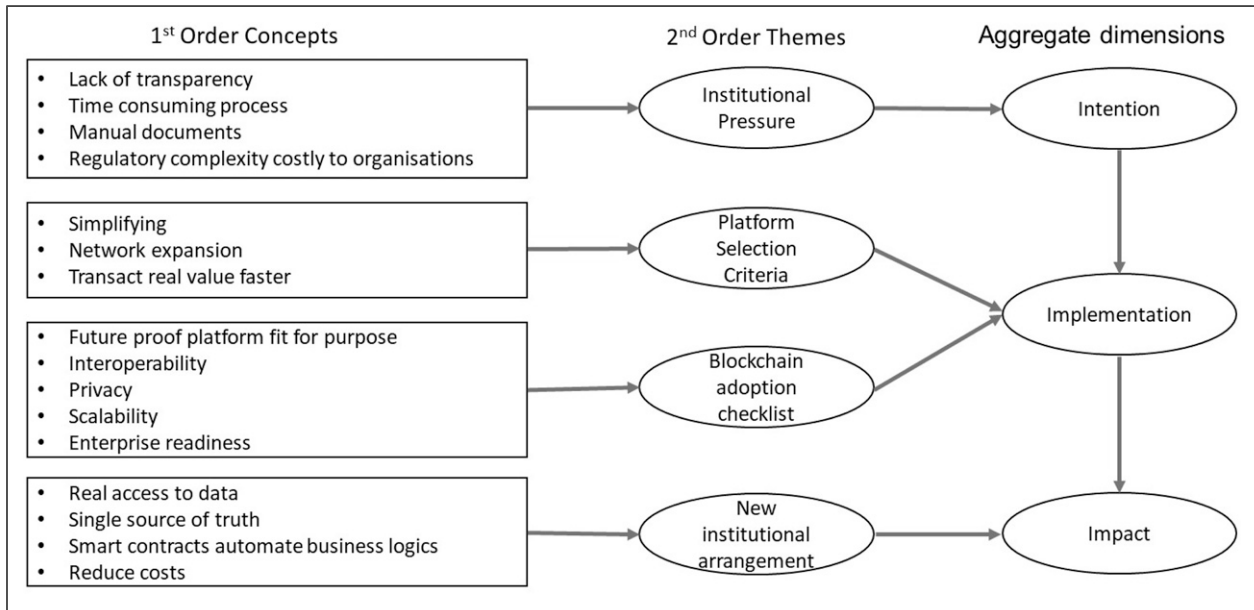 1st Order Concepts
2nd Order Themes
Aggregate dimensions
• Lack of transparency
• Time consuming process
• Manual documents
• Regulatory complexity costly to organisations
Institutional
Pressure
Intention
• Simplifying
• Network expansion
• Transact real value faster
Platform
Selection
Criteria
Implementation
• Future proof platform fit for purpose
• Interoperability
• Privacy
• Scalability
• Enterprise readiness
Blockchain
adoption
checklist
• Real access to data
• Single source of truth
• Smart contracts automate business logics
• Reduce costs
New
institutional
arrangement
Impact